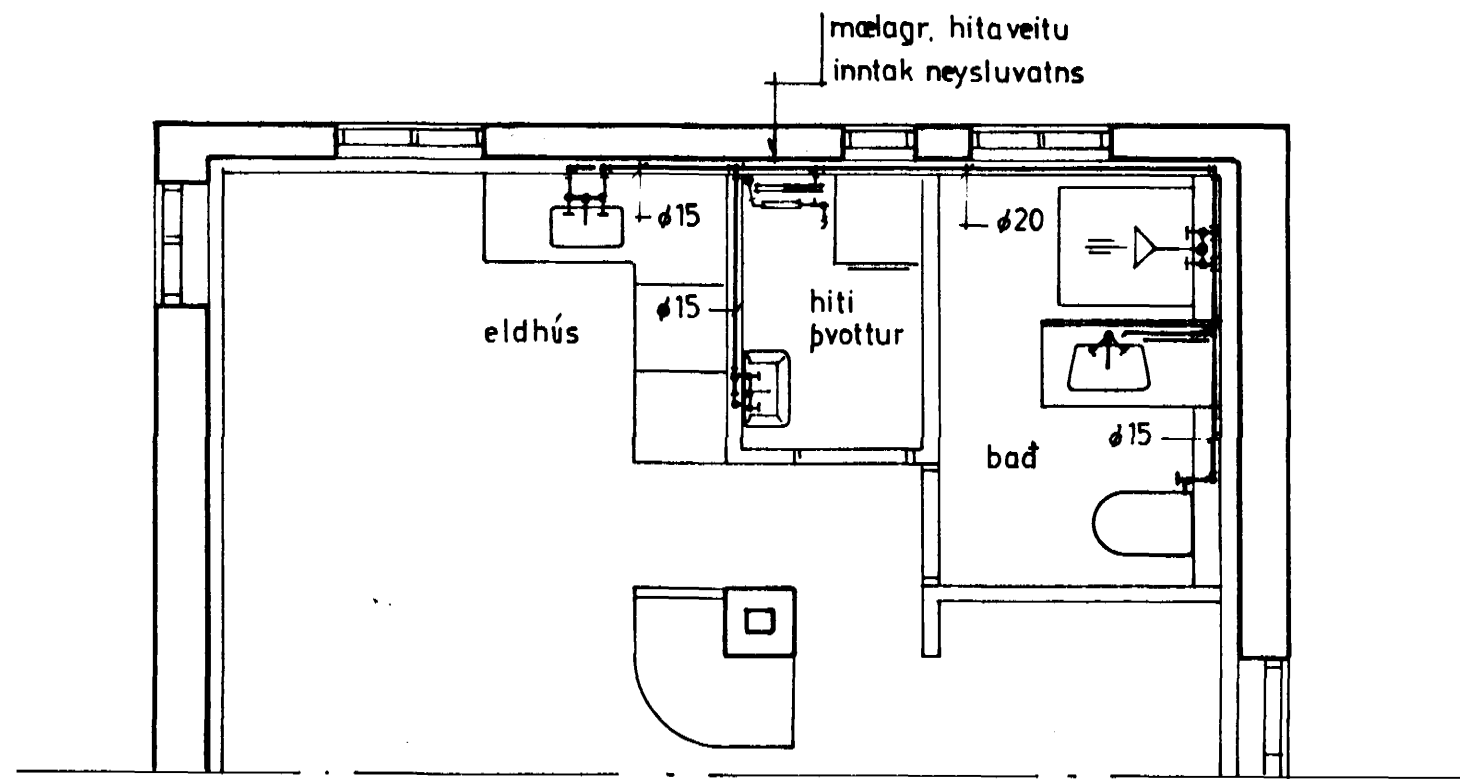 mælagr. hitaveitu
inntak neysluvatns
ø15
ø20
ø15
hiti
þvottur
eldhús
ø15
bað